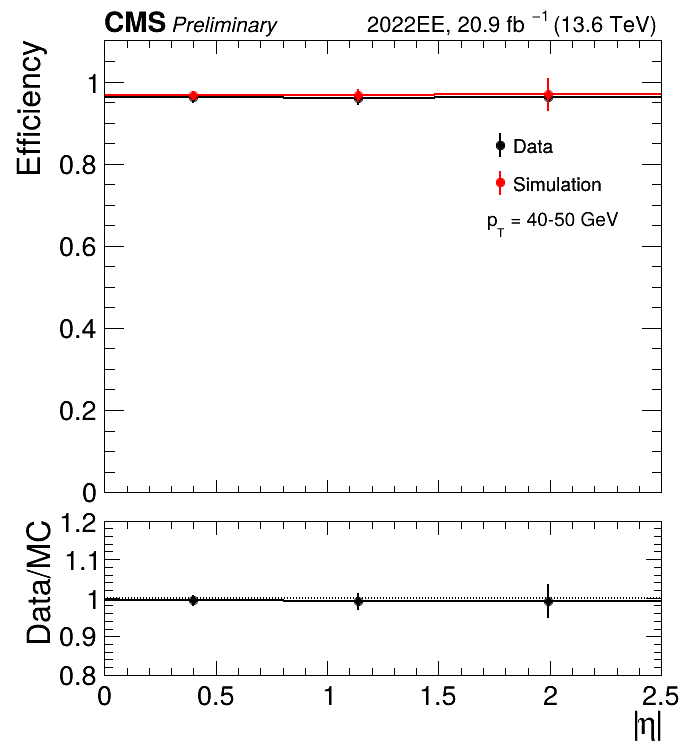 CMS Preliminary 2022EE, 20.9 fb⁻¹ (13.6 TeV)
Efficiency
1
0.8
0.6
0.4
0.2
0
Data
Simulation
p_T = 40-50 GeV
Data/MC
1.2
1.1
1
0.9
0.8
0 0.5 1 1.5 2 2.5
|η|